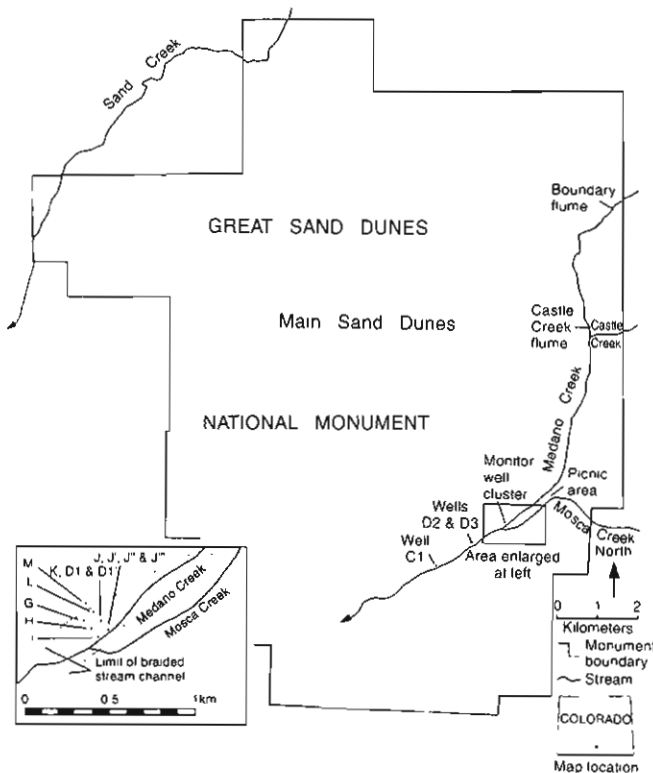 Sand Creek
Boundary
flume
GREAT SAND DUNES
Main Sand Dunes
Castle
Creek
flume
Castle
Creek
NATIONAL MONUMENT
Medano Creek
Monitor
well
cluster
Picnic
area
Wells
D2 & D3
Mosca Creek
Well
C1
Area enlarged
at left
North
0 1 2
Kilometers
Monument
boundary
Stream
COLORADO
Map location
J, J', J" & J'"
M
K, D1 & D1'
L
G
H
I
Medano Creek
Mosca Creek
Limit of braided
stream channel
0 0.5 1km